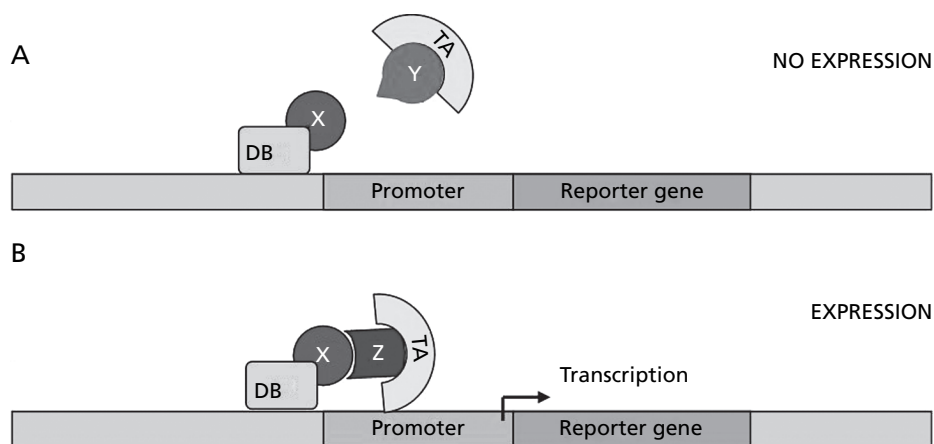 A
TA
Y
NO EXPRESSION
X
DB
Promoter
Reporter gene
B
EXPRESSION
X
Z
TA
DB
Transcription
Promoter
Reporter gene